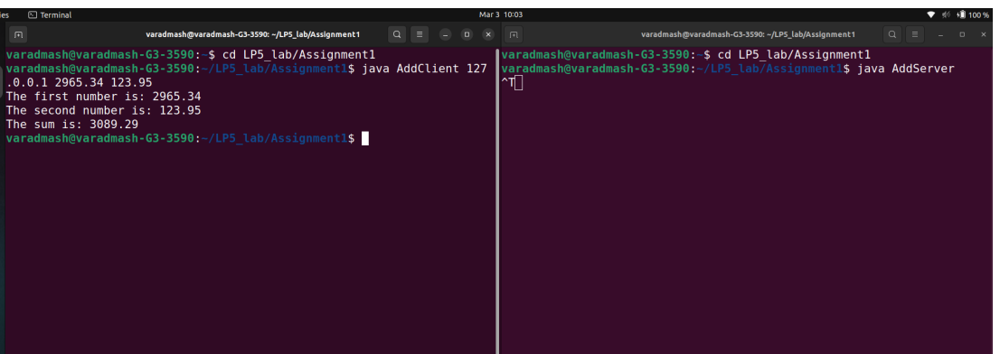 ies Terminal Mar 3 10:03 100 %
varadmash@varadmash-G3-3590: ~/LP5_lab/Assignment1
varadmash@varadmash-G3-3590:~$ cd LP5_lab/Assignment1
varadmash@varadmash-G3-3590:~/LP5_lab/Assignment1$ java AddClient 127
.0.0.1 2965.34 123.95
The first number is: 2965.34
The second number is: 123.95
The sum is: 3089.29
varadmash@varadmash-G3-3590:~/LP5_lab/Assignment1$
varadmash@varadmash-G3-3590: ~/LP5_lab/Assignment1
varadmash@varadmash-G3-3590:~$ cd LP5_lab/Assignment1
varadmash@varadmash-G3-3590:~/LP5_lab/Assignment1$ java AddServer
^T